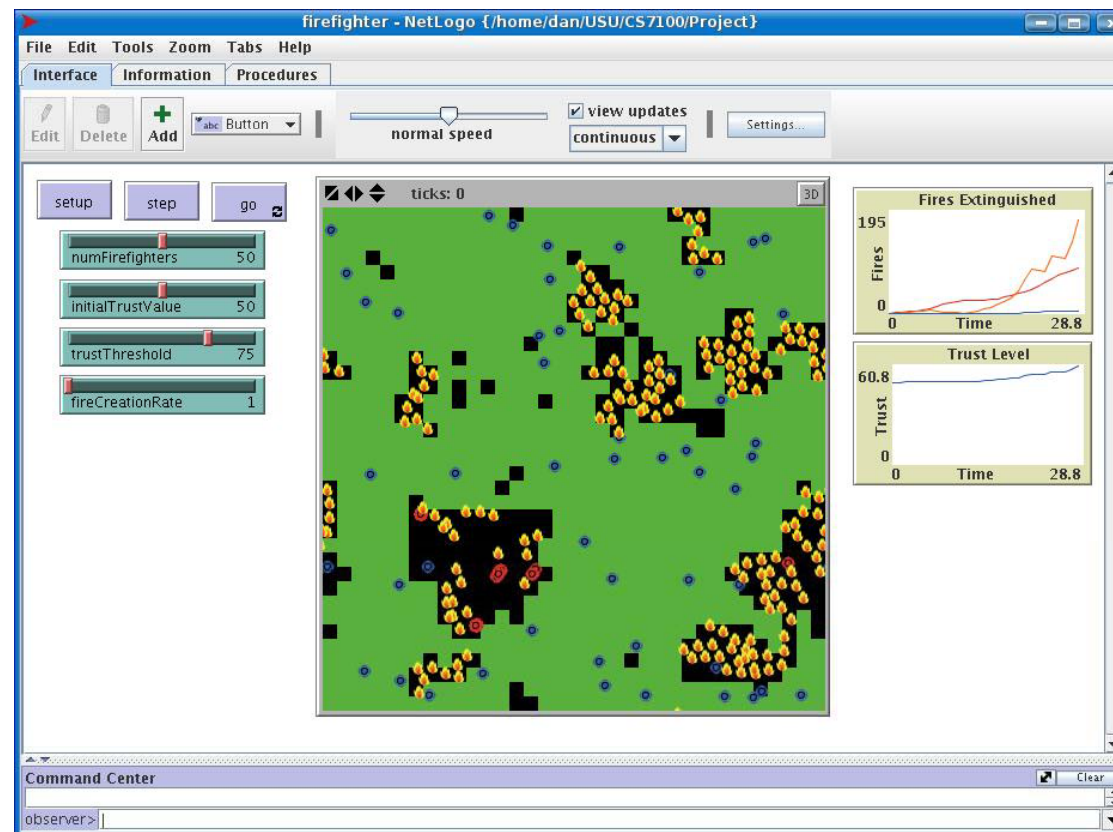 firefighter - NetLogo {/home/dan/USU/CS7100/Project}
File Edit Tools Zoom Tabs Help
Interface Information Procedures
Edit Delete Add abc Button normal speed view updates continuous Settings...
setup step go
numFirefighters 50
initialTrustValue 50
trustThreshold 75
fireCreationRate 1
ticks: 0 3D
Fires Extinguished
195
Fires
0
0 Time 28.8
Trust Level
60.8
Trust
0
0 Time 28.8
Command Center Clear
observer>